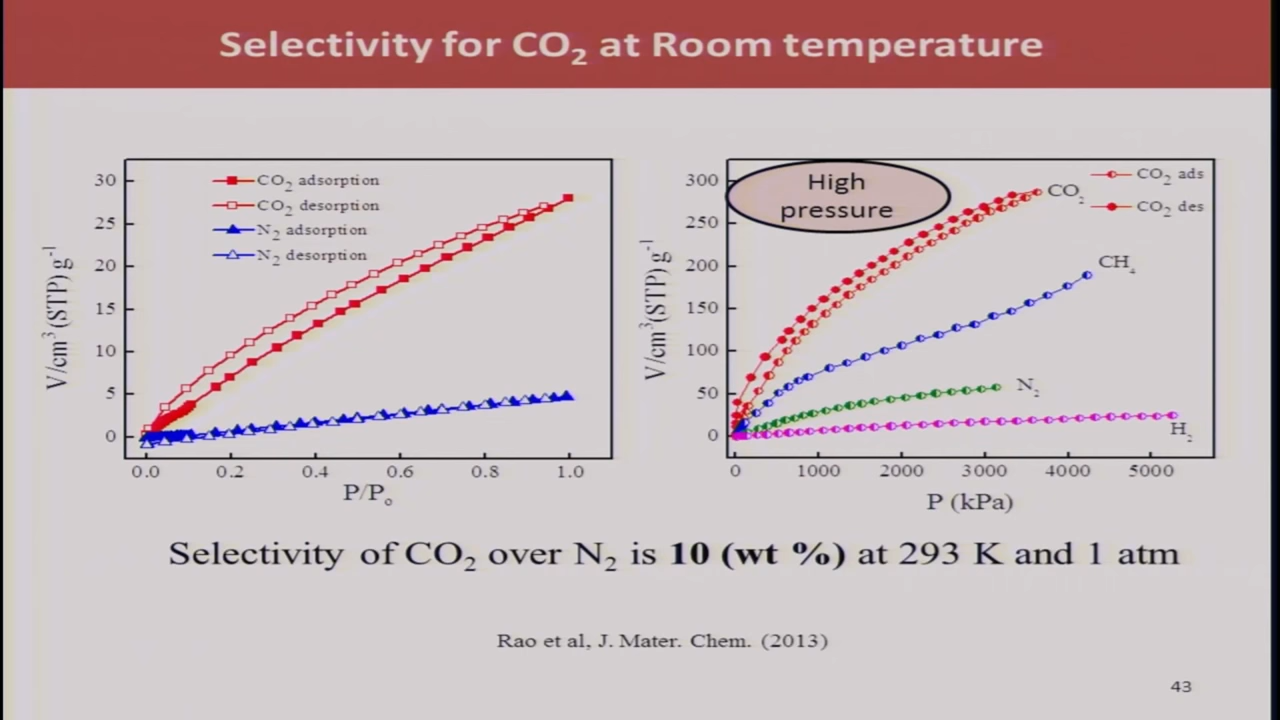 Selectivity for CO₂ at Room temperature
CO₂ adsorption
CO₂ desorption
N₂ adsorption
N₂ desorption
30
25
20
15
10
5
0
V/cm³(STP) g⁻¹
0.0 0.2 0.4 0.6 0.8 1.0
P/Pₒ
High
pressure
CO₂ ads
CO₂ des
CO₂
CH₄
N₂
H₂
300
250
200
150
100
50
0
V/cm³(STP) g⁻¹
0 1000 2000 3000 4000 5000
P (kPa)
Selectivity of CO₂ over N₂ is 10 (wt %) at 293 K and 1 atm
Rao et al, J. Mater. Chem. (2013)
43